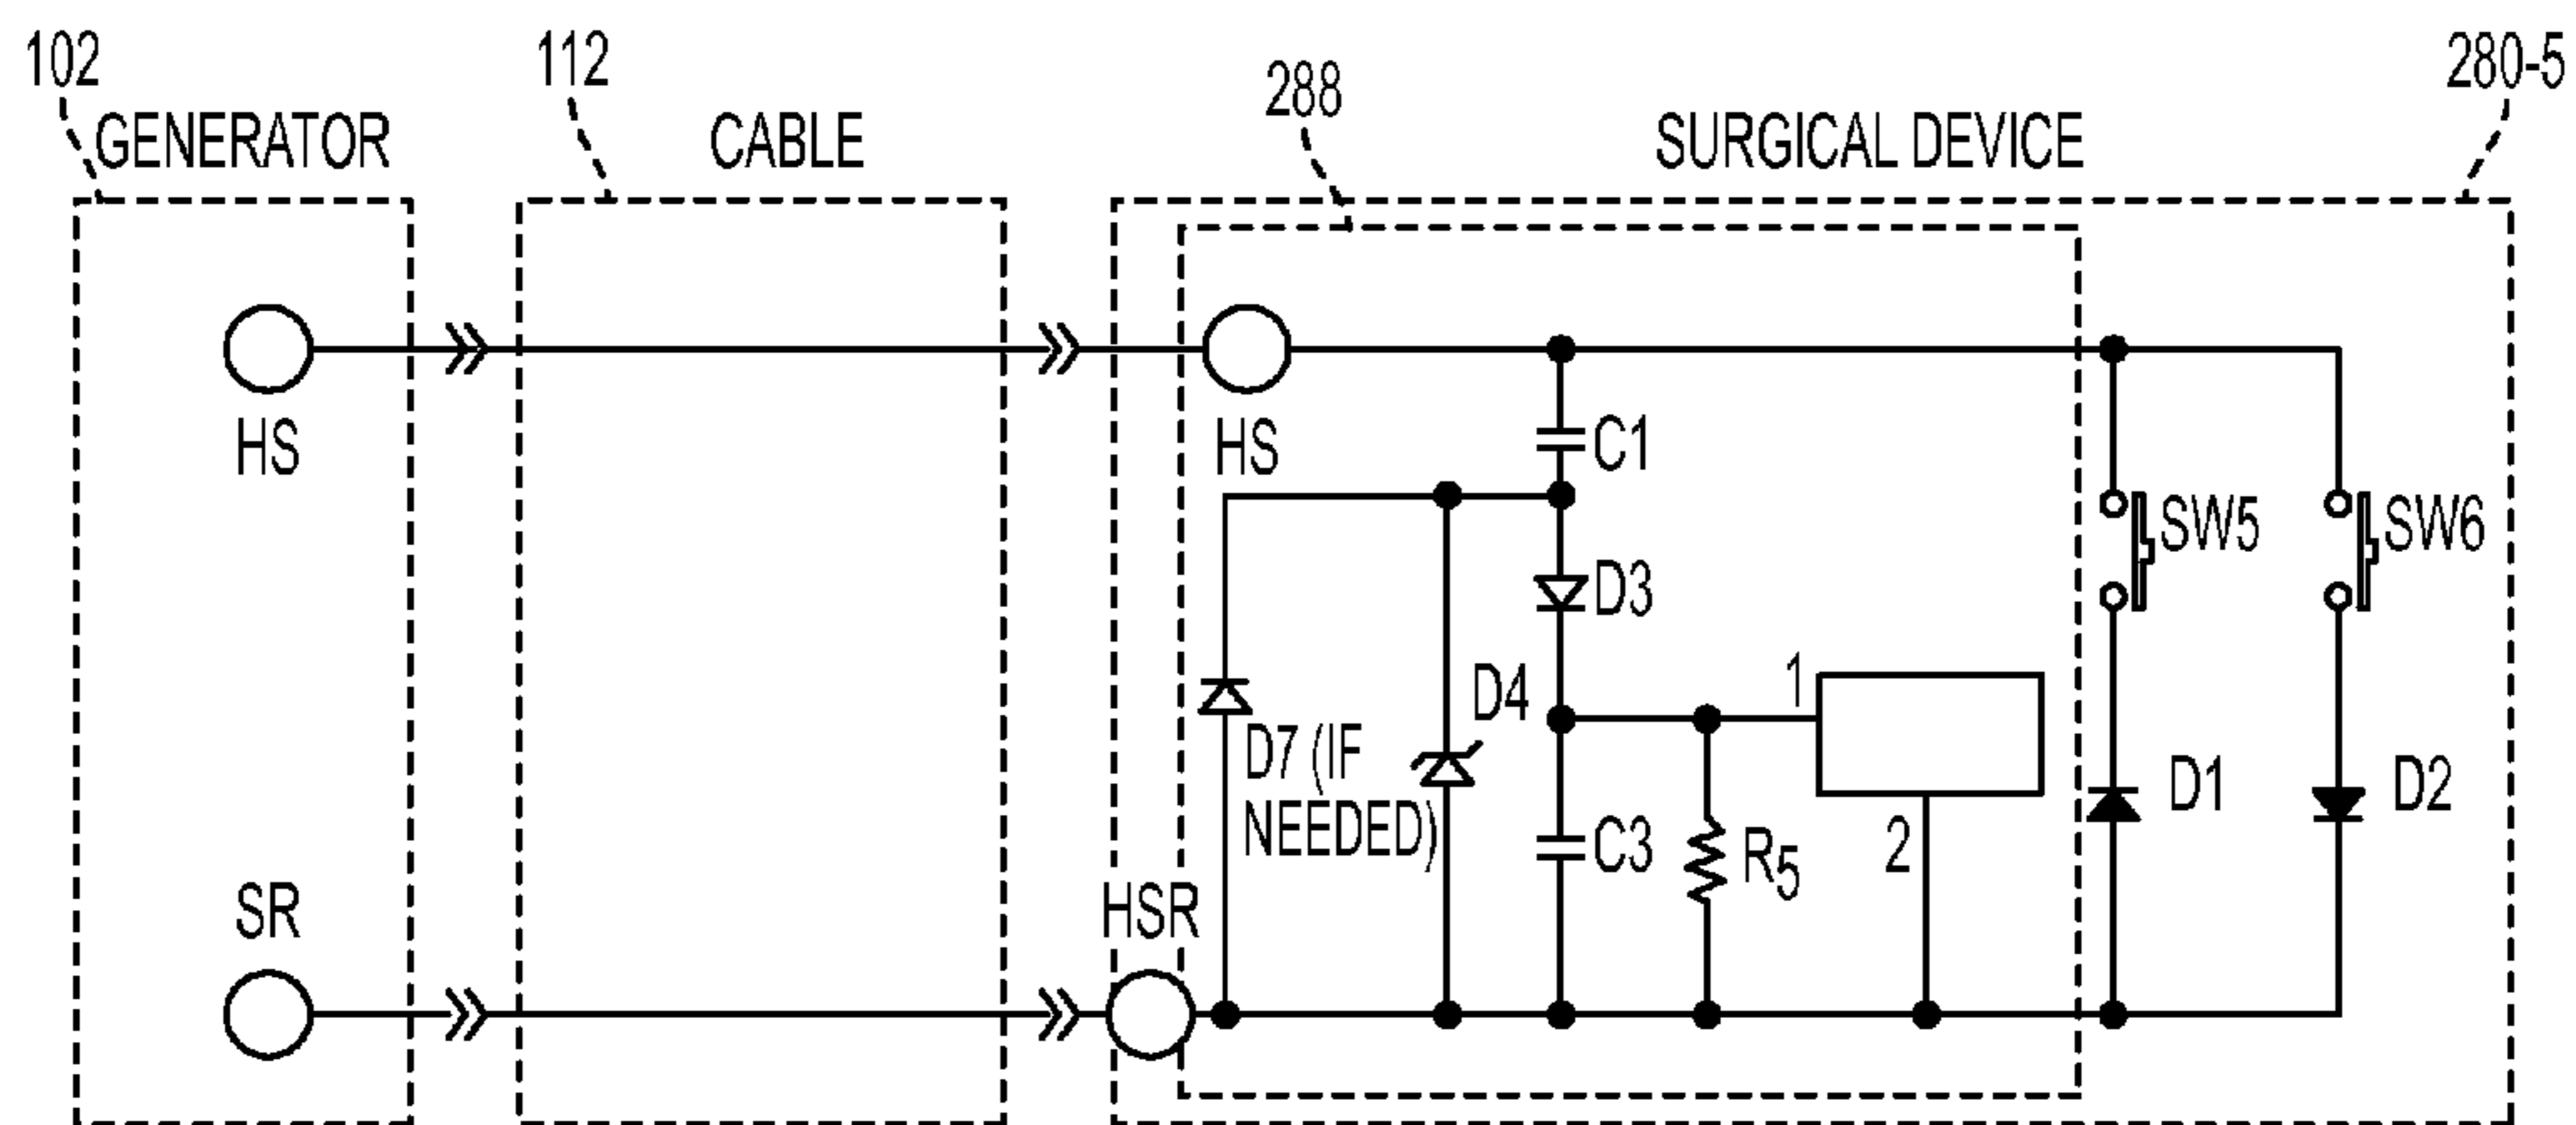 102
112
288
280-5
GENERATOR
CABLE
SURGICAL DEVICE
HS
HS
C1
SW5
SW6
D3
D4
1
D7 (IF
NEEDED)
D1
D2
C3
R5
2
SR
HSR